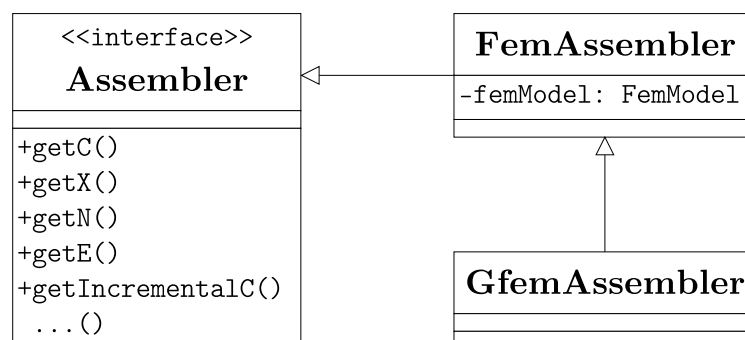 <<interface>>
Assembler
+getC()
+getX()
+getN()
+getE()
+getIncrementalC()
...()
FemAssembler
-femModel: FemModel
GfemAssembler